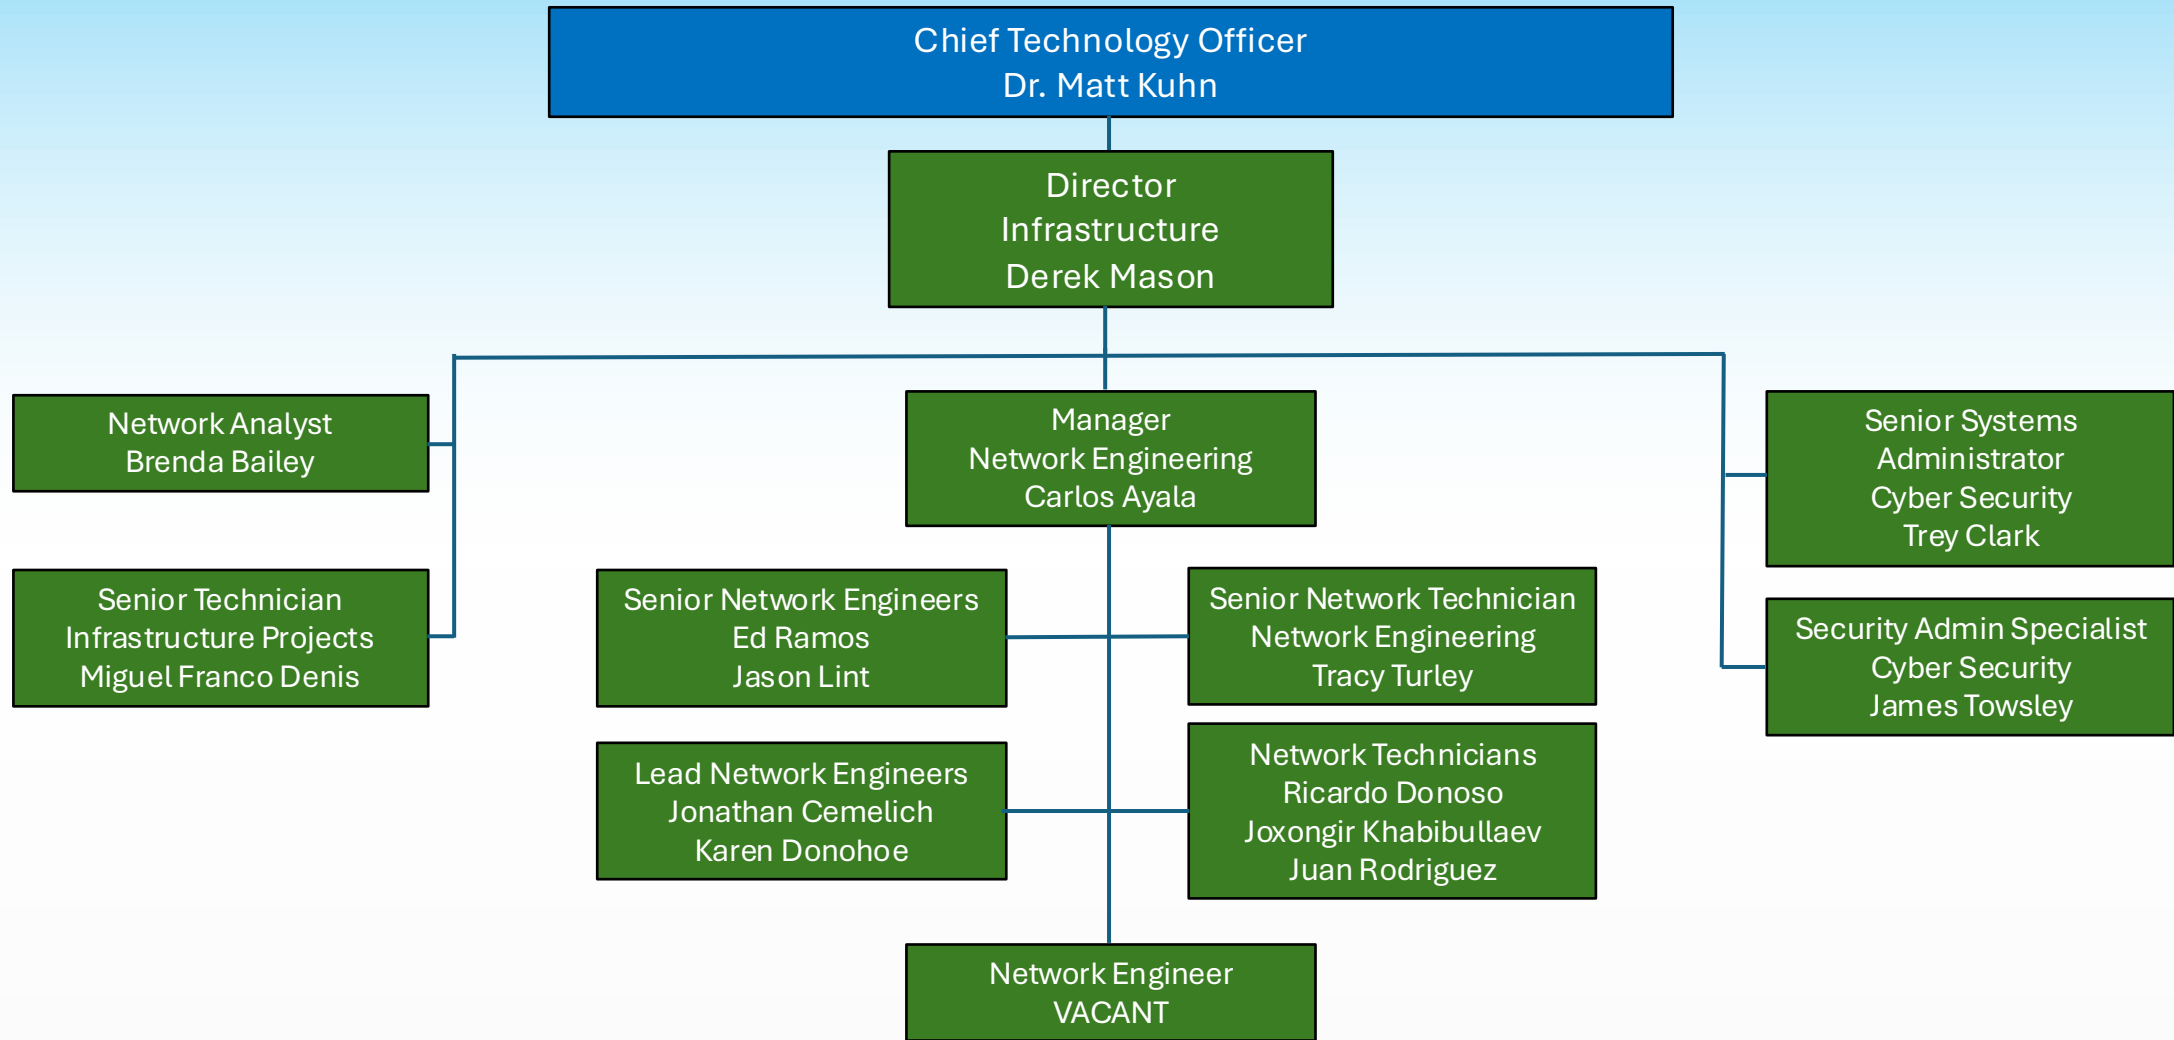 Chief Technology Officer
Dr. Matt Kuhn
Director
Infrastructure
Derek Mason
Network Analyst
Brenda Bailey
Senior Technician
Infrastructure Projects
Miguel Franco Denis
Manager
Network Engineering
Carlos Ayala
Senior Network Engineers
Ed Ramos
Jason Lint
Senior Network Technician
Network Engineering
Tracy Turley
Lead Network Engineers
Jonathan Cemelich
Karen Donohoe
Network Technicians
Ricardo Donoso
Joxongir Khabibullaev
Juan Rodriguez
Network Engineer
VACANT
Senior Systems
Administrator
Cyber Security
Trey Clark
Security Admin Specialist
Cyber Security
James Towsley